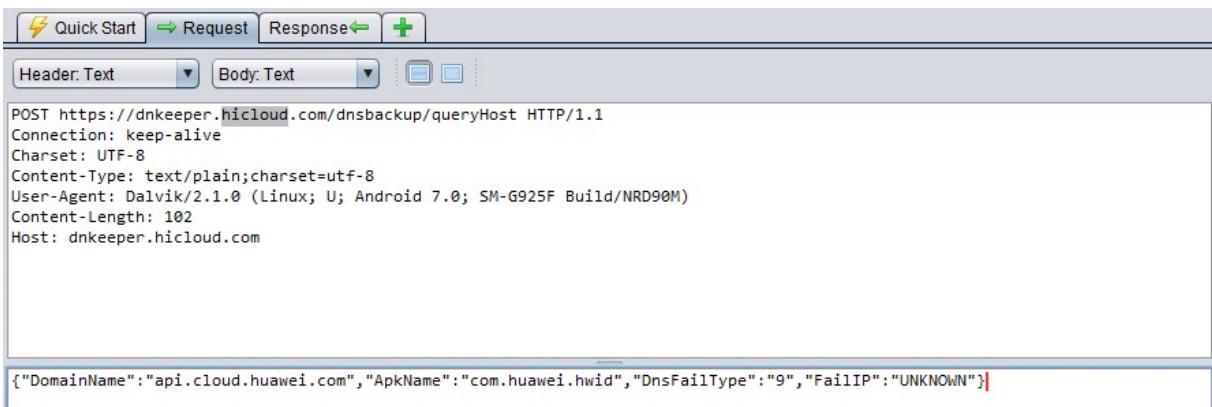 Quick Start Request Response
Header: Text Body: Text
POST https://dnkeeper.hicloud.com/dnsbackup/queryHost HTTP/1.1
Connection: keep-alive
Charset: UTF-8
Content-Type: text/plain;charset=utf-8
User-Agent: Dalvik/2.1.0 (Linux; U; Android 7.0; SM-G925F Build/NRD90M)
Content-Length: 102
Host: dnkeeper.hicloud.com
{"DomainName":"api.cloud.huawei.com","ApkName":"com.huawei.hwid","DnsFailType":"9","FailIP":"UNKNOWN"}